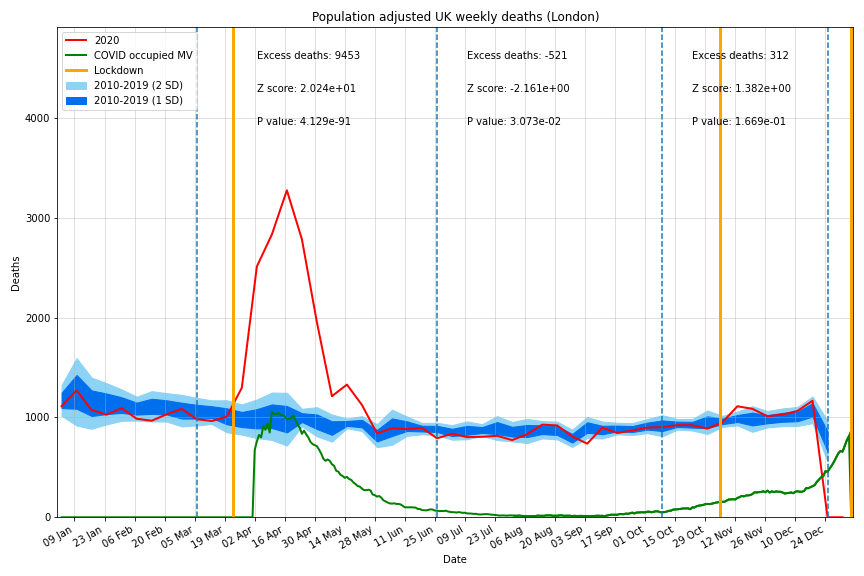 Population adjusted UK weekly deaths (London)
2020
COVID occupied MV
Lockdown
2010-2019 (2 SD)
2010-2019 (1 SD)
Excess deaths: 9453
Z score: 2.024e+01
P value: 4.129e-91
Excess deaths: -521
Z score: -2.161e+00
P value: 3.073e-02
Excess deaths: 312
Z score: 1.382e+00
P value: 1.669e-01
Deaths
4000
3000
2000
1000
0
09 Jan
23 Jan
06 Feb
20 Feb
05 Mar
19 Mar
02 Apr
16 Apr
30 Apr
14 May
28 May
11 Jun
25 Jun
09 Jul
23 Jul
06 Aug
20 Aug
03 Sep
17 Sep
01 Oct
15 Oct
29 Oct
12 Nov
26 Nov
10 Dec
24 Dec
Date